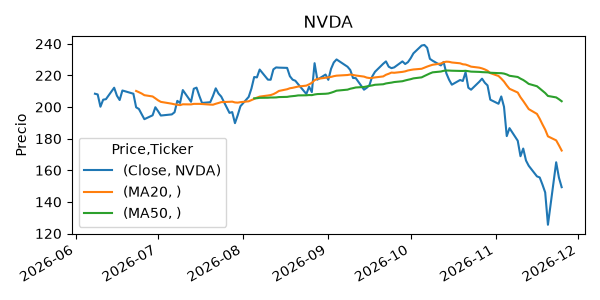 NVDA
Precio
240
220
200
180
160
140
120
Price,Ticker
(Close, NVDA)
(MA20, )
(MA50, )
2026-06
2026-07
2026-08
2026-09
2026-10
2026-11
2026-12